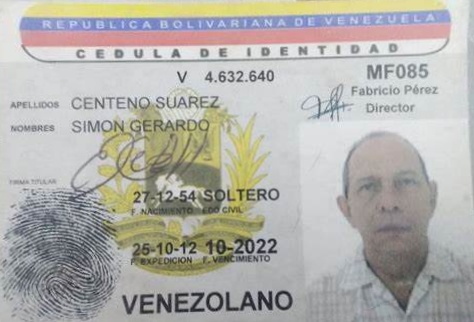 REPUBLICA BOLIVARIANA DE VENEZUELA
CEDULA DE IDENTIDAD
V 4.632.640
MF085
Fabricio Pérez
Director
APELLIDOS CENTENO SUAREZ
NOMBRES SIMON GERARDO
FIRMA TITULAR
27-12-54 SOLTERO
F. NACIMIENTO EDO CIVIL
25-10-12 10-2022
F. EXPEDICION F. VENCIMIENTO
VENEZOLANO